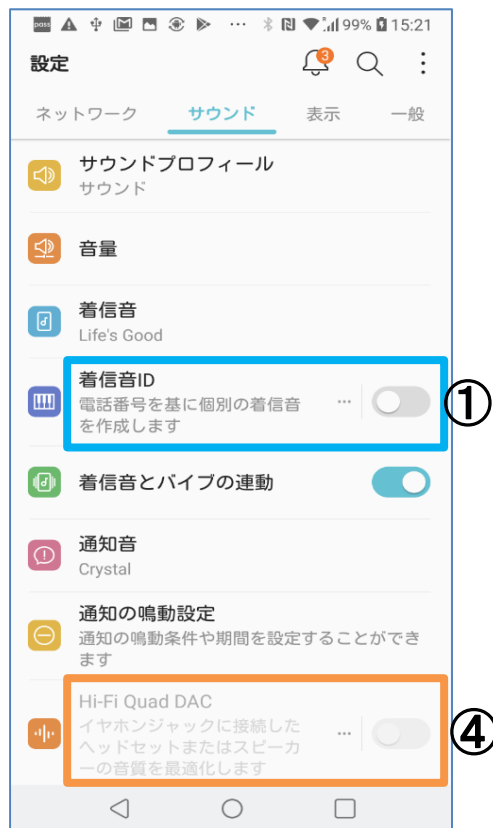 pass 99% 15:21
設定 3
ネットワーク サウンド 表示 一般
サウンドプロフィール
サウンド
音量
着信音
Life's Good
着信音ID
電話番号を基に個別の着信音
を作成します
①
着信音とバイブの連動
通知音
Crystal
通知の鳴動設定
通知の鳴動条件や期間を設定することができ
ます
Hi-Fi Quad DAC
イヤホンジャックに接続した
ヘッドセットまたはスピーカ
ーの音質を最適化します
④